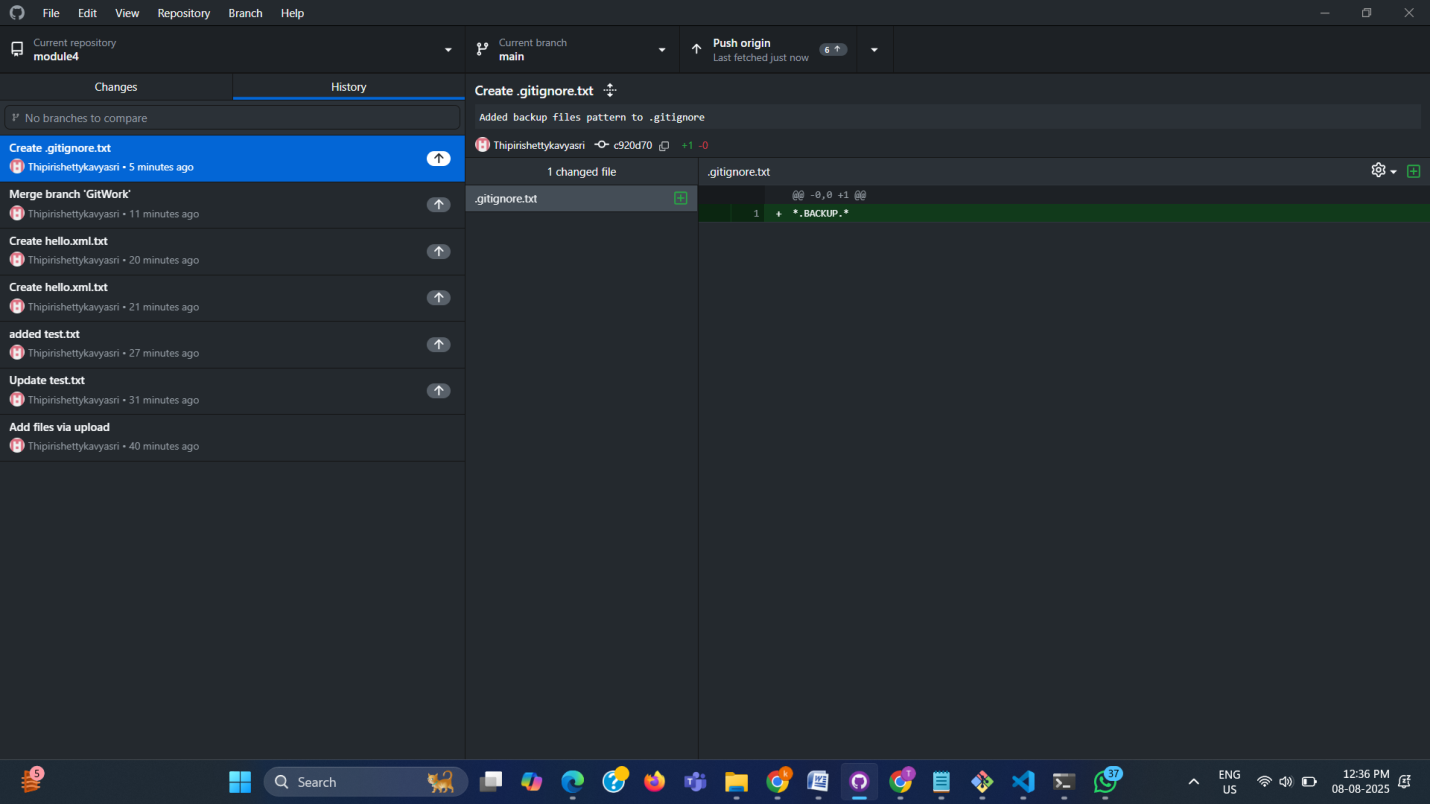 File Edit View Repository Branch Help
Current repository
module4
Current branch
main
Push origin
Last fetched just now
6
Changes
History
No branches to compare
Create .gitignore.txt
Thipirishettykavyasri • 5 minutes ago
Merge branch 'GitWork'
Thipirishettykavyasri • 11 minutes ago
Create hello.xml.txt
Thipirishettykavyasri • 20 minutes ago
Create hello.xml.txt
Thipirishettykavyasri • 21 minutes ago
added test.txt
Thipirishettykavyasri • 27 minutes ago
Update test.txt
Thipirishettykavyasri • 31 minutes ago
Add files via upload
Thipirishettykavyasri • 40 minutes ago
Create .gitignore.txt
Added backup files pattern to .gitignore
Thipirishettykavyasri c920d70 +1 -0
1 changed file
.gitignore.txt
.gitignore.txt
@@ -0,0 +1 @@
1 + *.BACKUP.*
5
Search
k
T
37
ENG
US
12:36 PM
08-08-2025